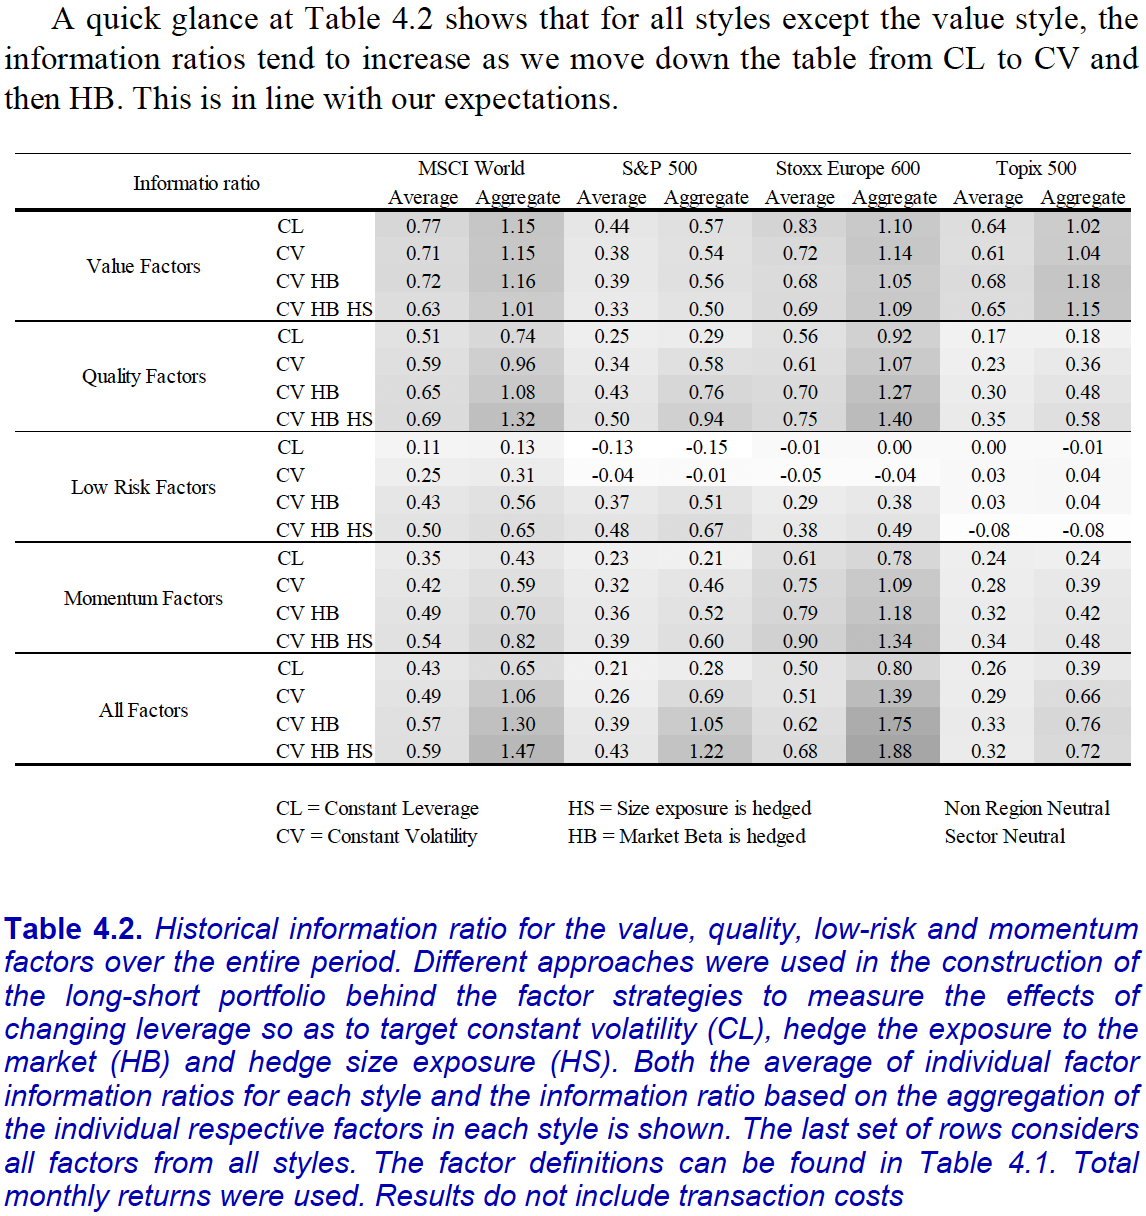 A quick glance at Table 4.2 shows that for all styles except the value style, the
information ratios tend to increase as we move down the table from CL to CV and
then HB. This is in line with our expectations.
Informatio ratio MSCI World S&P 500 Stoxx Europe 600 Topix 500
Average Aggregate Average Aggregate Average Aggregate Average Aggregate
Value Factors
CL 0.77 1.15 0.44 0.57 0.83 1.10 0.64 1.02
CV 0.71 1.15 0.38 0.54 0.72 1.14 0.61 1.04
CV HB 0.72 1.16 0.39 0.56 0.68 1.05 0.68 1.18
CV HB HS 0.63 1.01 0.33 0.50 0.69 1.09 0.65 1.15
Quality Factors
CL 0.51 0.74 0.25 0.29 0.56 0.92 0.17 0.18
CV 0.59 0.96 0.34 0.58 0.61 1.07 0.23 0.36
CV HB 0.65 1.08 0.43 0.76 0.70 1.27 0.30 0.48
CV HB HS 0.69 1.32 0.50 0.94 0.75 1.40 0.35 0.58
Low Risk Factors
CL 0.11 0.13 -0.13 -0.15 -0.01 0.00 0.00 -0.01
CV 0.25 0.31 -0.04 -0.01 -0.05 -0.04 0.03 0.04
CV HB 0.43 0.56 0.37 0.51 0.29 0.38 0.03 0.04
CV HB HS 0.50 0.65 0.48 0.67 0.38 0.49 -0.08 -0.08
Momentum Factors
CL 0.35 0.43 0.23 0.21 0.61 0.78 0.24 0.24
CV 0.42 0.59 0.32 0.46 0.75 1.09 0.28 0.39
CV HB 0.49 0.70 0.36 0.52 0.79 1.18 0.32 0.42
CV HB HS 0.54 0.82 0.39 0.60 0.90 1.34 0.34 0.48
All Factors
CL 0.43 0.65 0.21 0.28 0.50 0.80 0.26 0.39
CV 0.49 1.06 0.26 0.69 0.51 1.39 0.29 0.66
CV HB 0.57 1.30 0.39 1.05 0.62 1.75 0.33 0.76
CV HB HS 0.59 1.47 0.43 1.22 0.68 1.88 0.32 0.72
CL = Constant Leverage HS = Size exposure is hedged Non Region Neutral
CV = Constant Volatility HB = Market Beta is hedged Sector Neutral
Table 4.2. Historical information ratio for the value, quality, low-risk and momentum
factors over the entire period. Different approaches were used in the construction of
the long-short portfolio behind the factor strategies to measure the effects of
changing leverage so as to target constant volatility (CL), hedge the exposure to the
market (HB) and hedge size exposure (HS). Both the average of individual factor
information ratios for each style and the information ratio based on the aggregation of
the individual respective factors in each style is shown. The last set of rows considers
all factors from all styles. The factor definitions can be found in Table 4.1. Total
monthly returns were used. Results do not include transaction costs